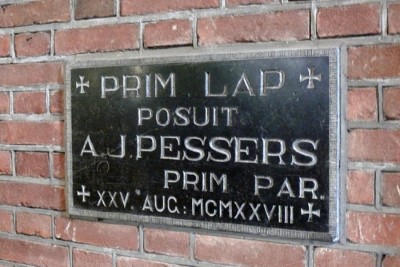 ✠ PRIM LAP ✠
POSUIT
A.J. PESSERS
PRIM PAR.
✠ XXV. AUG: MCMXXVIII ✠